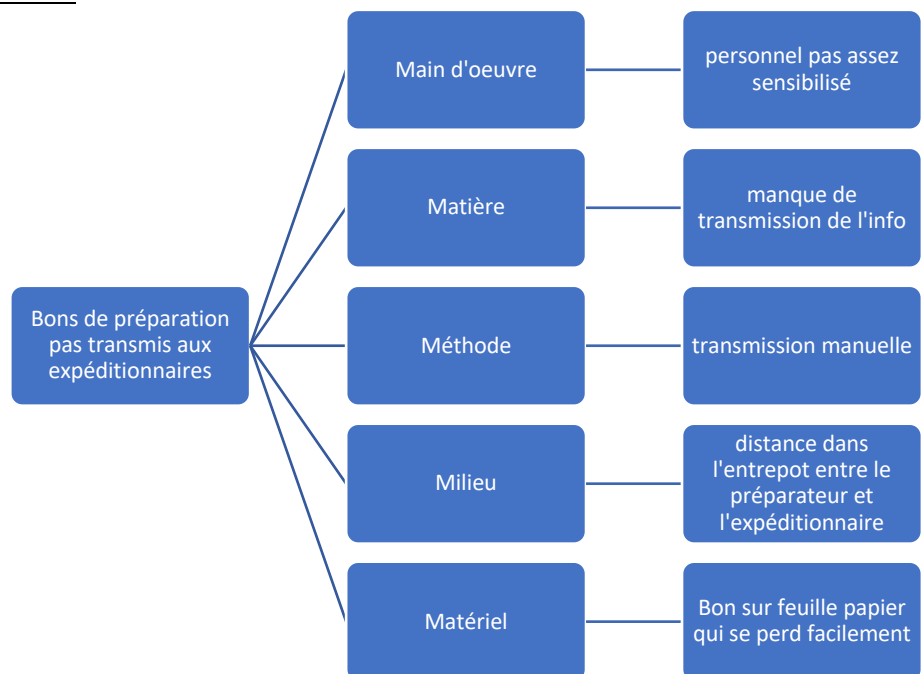 Main d'oeuvre
personnel pas assez
sensibilisé
Matière
manque de
transmission de l'info
Bons de préparation
pas transmis aux
expéditionnaires
Méthode
transmission manuelle
Milieu
distance dans
l'entrepot entre le
préparateur et
l'expéditionnaire
Matériel
Bon sur feuille papier
qui se perd facilement